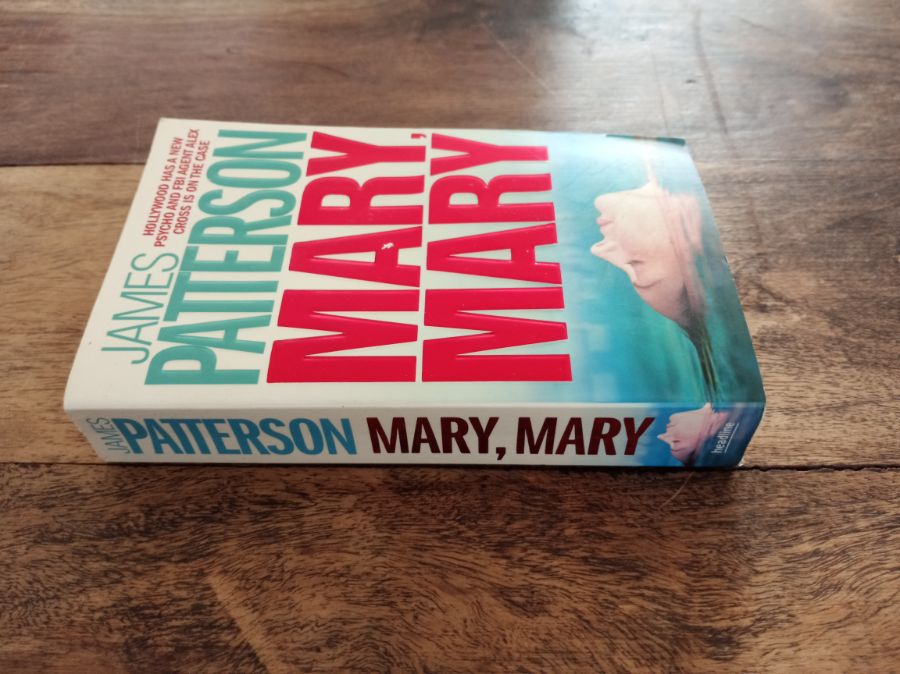 HOLLYWOOD HAS A NEW
PSYCHO AND FBI AGENT ALEX
CROSS IS ON THE CASE
JAMES
PATTERSON
MARY,
MARY
JAMES
PATTERSON MARY, MARY
headline